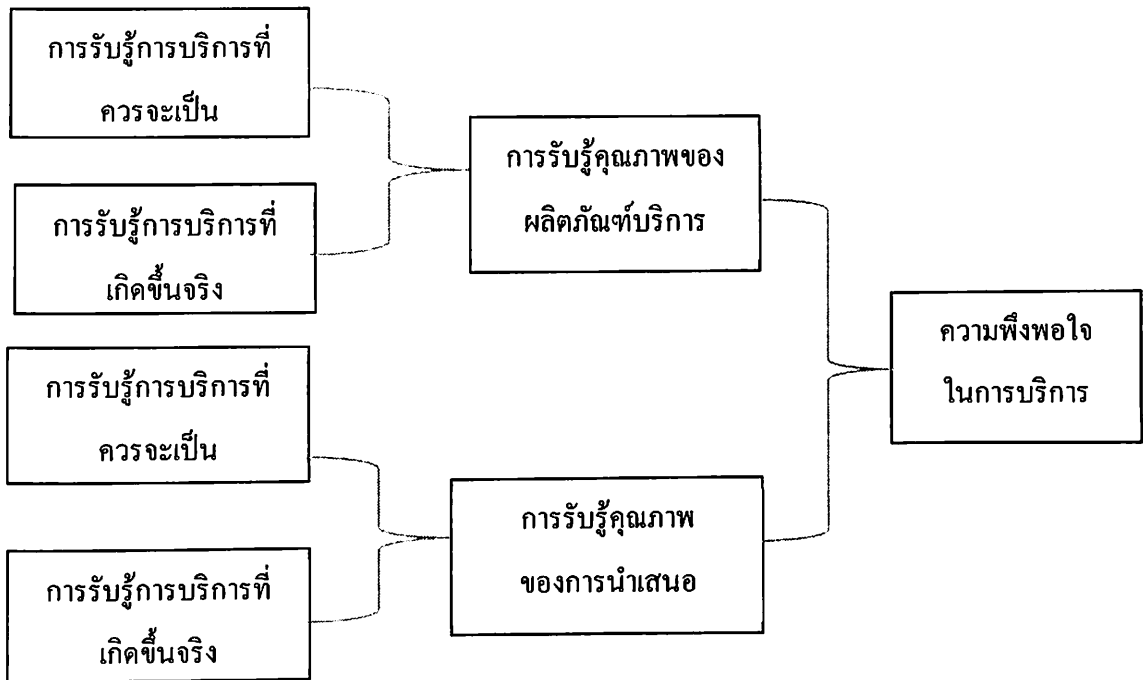 การรับรู้การบริการที่
ควรจะเป็น
การรับรู้การบริการที่
เกิดขึ้นจริง
การรับรู้คุณภาพของ
ผลิตภัณฑ์บริการ
การรับรู้การบริการที่
ควรจะเป็น
การรับรู้การบริการที่
เกิดขึ้นจริง
การรับรู้คุณภาพ
ของการนำเสนอ
ความพึงพอใจ
ในการบริการ